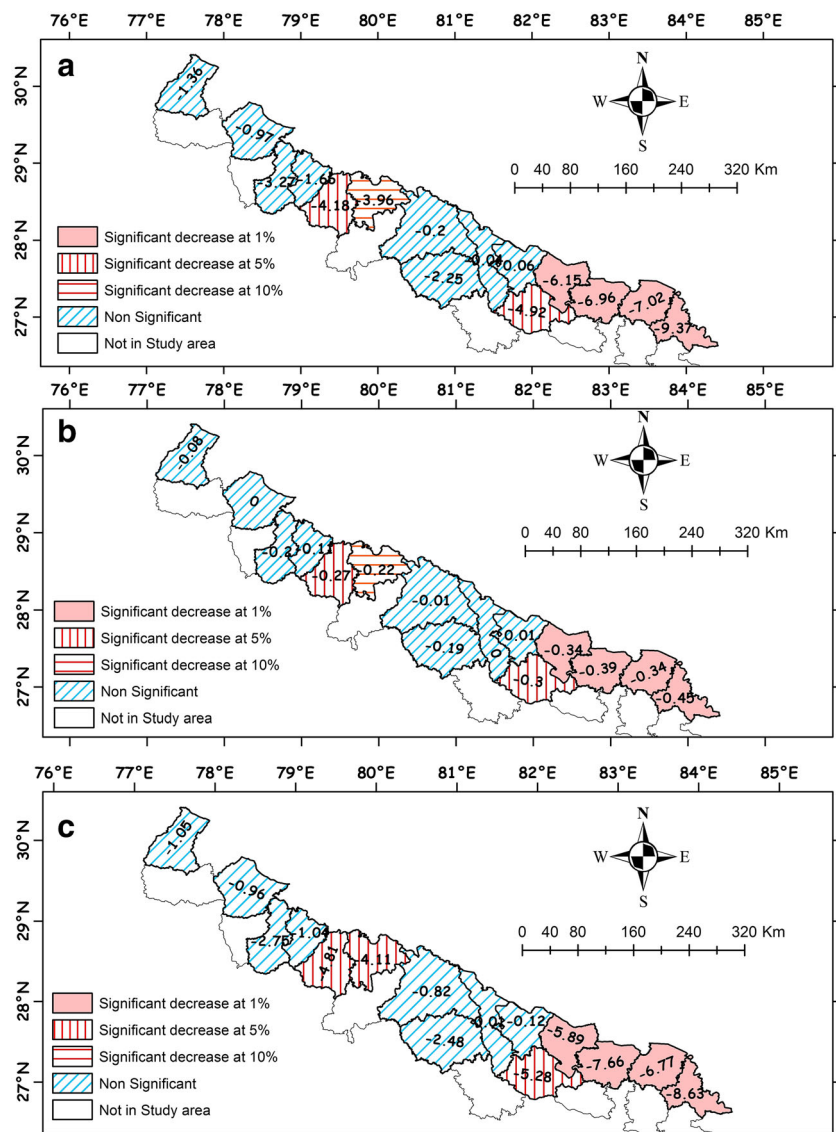 76°E 77°E 78°E 79°E 80°E 81°E 82°E 83°E 84°E 85°E
a
N
W E
S
30°N
29°N
28°N
27°N
0 40 80 160 240 320 Km
-1.36
-0.97
-3.27
-1.65
-4.18
-3.96
-0.2
-2.25
-0.06
-4.92
-6.15
-6.96
-7.02
-9.37
Significant decrease at 1%
Significant decrease at 5%
Significant decrease at 10%
Non Significant
Not in Study area
76°E 77°E 78°E 79°E 80°E 81°E 82°E 83°E 84°E 85°E
b
N
W E
S
30°N
29°N
28°N
27°N
0 40 80 160 240 320 Km
-0.08
0
-0.2
-0.11
-0.27
-0.22
-0.01
-0.19
0
-0.01
-0.3
-0.34
-0.39
-0.34
-0.45
Significant decrease at 1%
Significant decrease at 5%
Significant decrease at 10%
Non Significant
Not in Study area
76°E 77°E 78°E 79°E 80°E 81°E 82°E 83°E 84°E 85°E
c
N
W E
S
30°N
29°N
28°N
27°N
0 40 80 160 240 320 Km
-1.05
-0.96
-2.75
-1.04
-4.81
-4.11
-0.82
-2.48
-0.12
-5.28
-5.89
-7.66
-6.77
-8.63
Significant decrease at 1%
Significant decrease at 5%
Significant decrease at 10%
Non Significant
Not in Study area